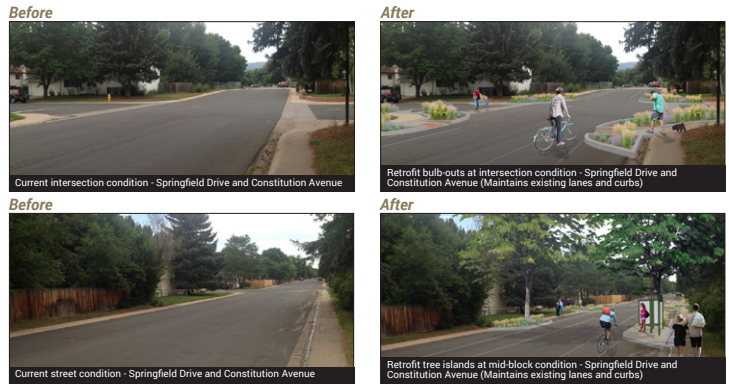 Before
After
Current intersection condition - Springfield Drive and Constitution Avenue
Retrofit bulb-outs at intersection condition - Springfield Drive and
Constitution Avenue (Maintains existing lanes and curbs)
Before
After
Current street condition - Springfield Drive and Constitution Avenue
Retrofit tree islands at mid-block condition - Springfield Drive and
Constitution Avenue (Maintains existing lanes and curbs)